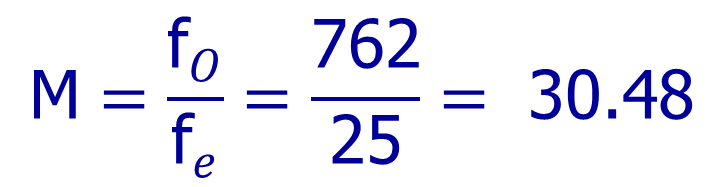 M = f_O / f_e = 762 / 25 = 30.48